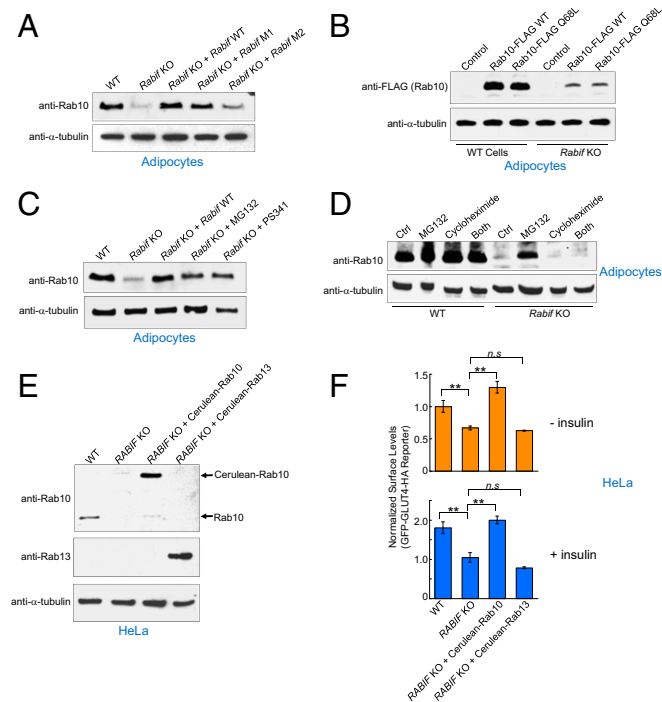 A
WT
Rabif KO
Rabif KO + Rabif WT
Rabif KO + Rabif M1
Rabif KO + Rabif M2
anti-Rab10
anti-α-tubulin
Adipocytes
B
Control
Rab10-FLAG WT
Rab10-FLAG Q68L
Control
Rab10-FLAG WT
Rab10-FLAG Q68L
anti-FLAG (Rab10)
anti-α-tubulin
WT Cells
Rabif KO
Adipocytes
C
WT
Rabif KO
Rabif KO + Rabif WT
Rabif KO + MG132
Rabif KO + PS341
anti-Rab10
anti-α-tubulin
Adipocytes
D
Ctrl
MG132
Cycloheximide
Both
Ctrl
MG132
Cycloheximide
Both
anti-Rab10
anti-α-tubulin
WT
Rabif KO
Adipocytes
E
WT
RABIF KO
RABIF KO + Cerulean-Rab10
RABIF KO + Cerulean-Rab13
anti-Rab10
Cerulean-Rab10
Rab10
anti-Rab13
anti-α-tubulin
HeLa
F
Normalized Surface Levels
(GFP-GLUT4-HA Reporter)
1.5
1.0
0.5
0
**
**
n.s
- insulin
2.0
1.0
1.0
**
**
n.s
+ insulin
HeLa
WT
RABIF KO
RABIF KO + Cerulean-Rab10
RABIF KO + Cerulean-Rab13